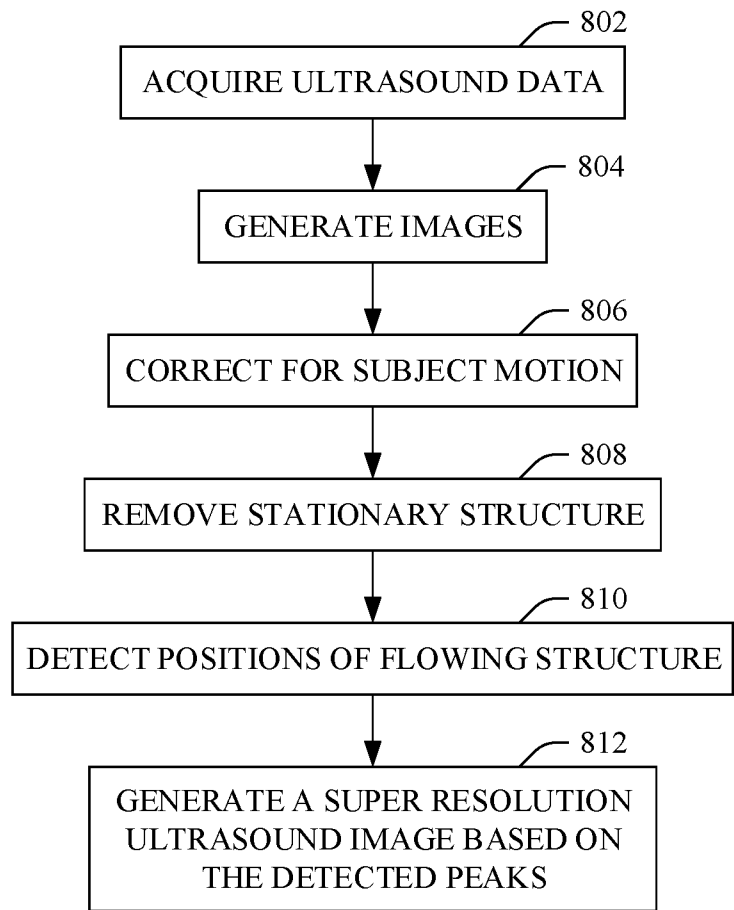 802
ACQUIRE ULTRASOUND DATA
804
GENERATE IMAGES
806
CORRECT FOR SUBJECT MOTION
808
REMOVE STATIONARY STRUCTURE
810
DETECT POSITIONS OF FLOWING STRUCTURE
812
GENERATE A SUPER RESOLUTION
ULTRASOUND IMAGE BASED ON
THE DETECTED PEAKS